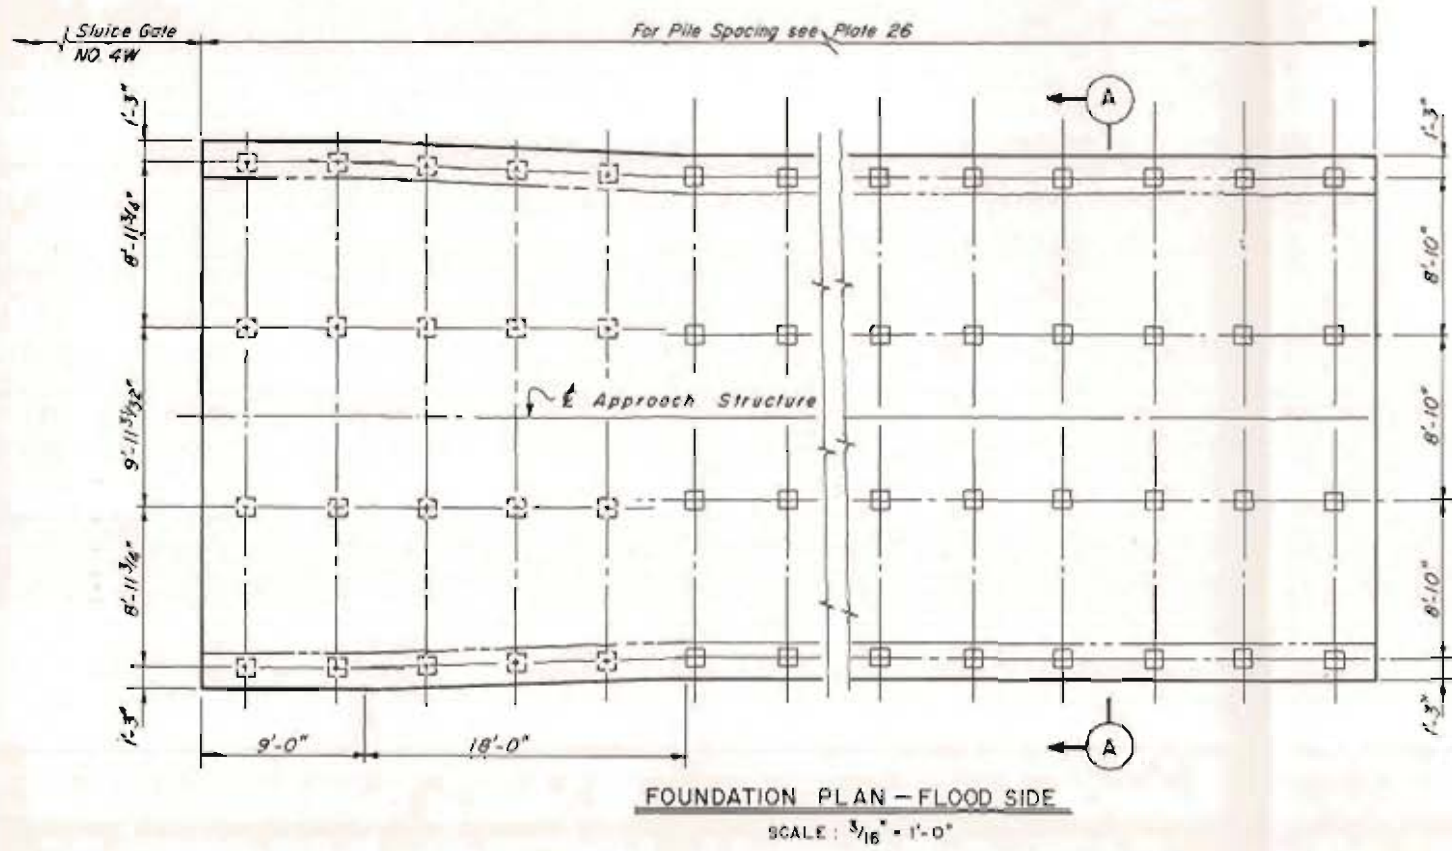 Sluice Gate
NO. 4W
For Pile Spacing see Plate 26
A
1'-3"
1'-3"
8'-11 3/4"
8'-10"
9'-11 31/32"
℄ Approach Structure
8'-10"
8'-11 3/4"
8'-10"
1'-3"
1'-3"
9'-0"
18'-0"
A
FOUNDATION PLAN — FLOOD SIDE
SCALE: 3/16" = 1'-0"